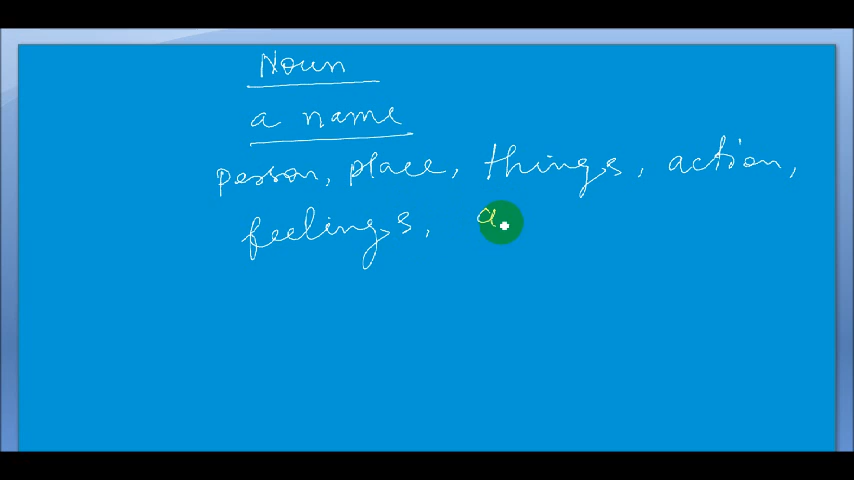 Noun
a name
person, place, things, action,
feelings, a